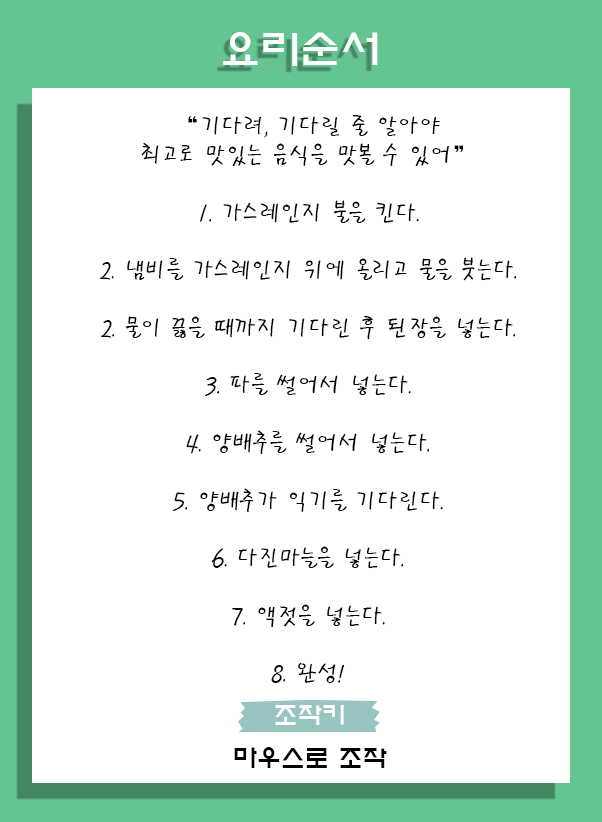 요리순서
“기다려, 기다릴 줄 알아야
최고로 맛있는 음식을 맛볼 수 있어”
1. 가스레인지 불을 킨다.
2. 냄비를 가스레인지 위에 올리고 물을 붓는다.
2. 물이 끓을 때까지 기다린 후 된장을 넣는다.
3. 파를 썰어서 넣는다.
4. 양배추를 썰어서 넣는다.
5. 양배추가 익기를 기다린다.
6. 다진마늘을 넣는다.
7. 액젓을 넣는다.
8. 완성!
조작키
마우스로 조작